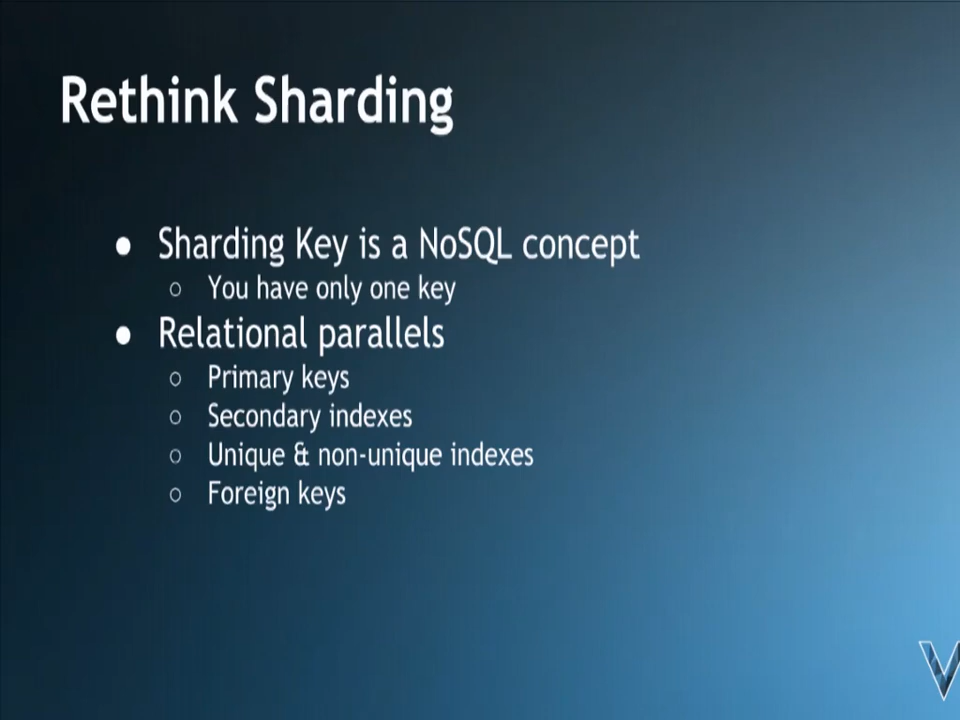 Rethink Sharding
● Sharding Key is a NoSQL concept
○ You have only one key
● Relational parallels
○ Primary keys
○ Secondary indexes
○ Unique & non-unique indexes
○ Foreign keys
V